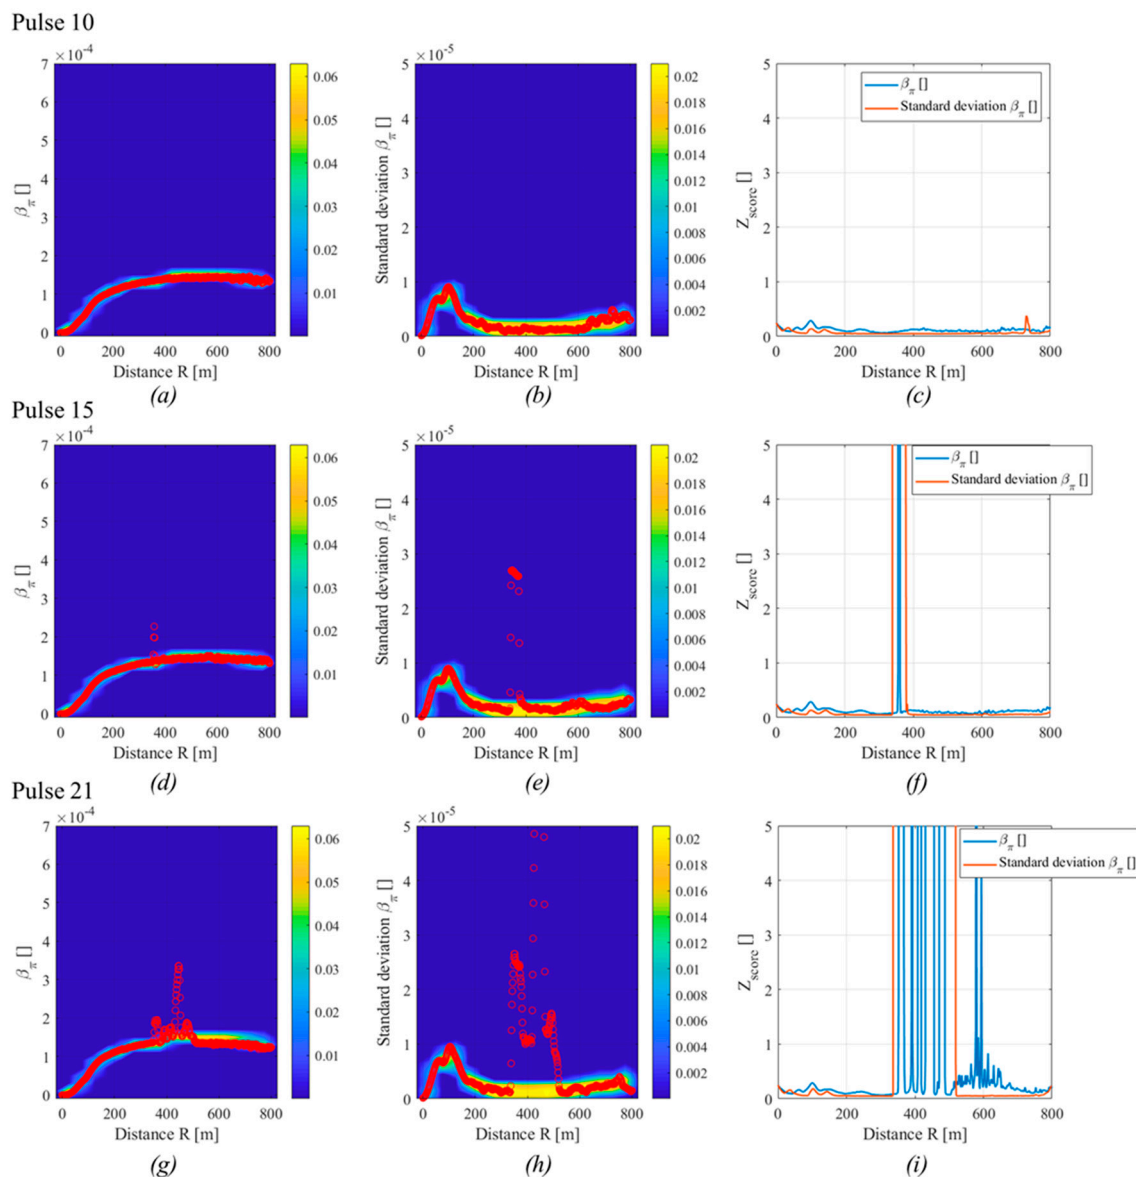 Pulse 10
×10⁻⁴
7
6
5
4
3
2
1
0
β_π []
0 200 400 600 800
Distance R [m]
0.06
0.05
0.04
0.03
0.02
0.01
(a)
×10⁻⁵
5
4
3
2
1
0
Standard deviation β_π []
0 200 400 600 800
Distance R [m]
0.02
0.018
0.016
0.014
0.012
0.01
0.008
0.006
0.004
0.002
(b)
5
4
3
2
1
0
Z_score []
β_π []
Standard deviation β_π []
0 200 400 600 800
Distance R [m]
(c)
Pulse 15
×10⁻⁴
7
6
5
4
3
2
1
0
β_π []
0 200 400 600 800
Distance R [m]
0.06
0.05
0.04
0.03
0.02
0.01
(d)
×10⁻⁵
5
4
3
2
1
0
Standard deviation β_π []
0 200 400 600 800
Distance R [m]
0.02
0.018
0.016
0.014
0.012
0.01
0.008
0.006
0.004
0.002
(e)
5
4
3
2
1
0
Z_score []
β_π []
Standard deviation β_π []
0 200 400 600 800
Distance R [m]
(f)
Pulse 21
×10⁻⁴
7
6
5
4
3
2
1
0
β_π []
0 200 400 600 800
Distance R [m]
0.06
0.05
0.04
0.03
0.02
0.01
(g)
×10⁻⁵
5
4
3
2
1
0
Standard deviation β_π []
0 200 400 600 800
Distance R [m]
0.02
0.018
0.016
0.014
0.012
0.01
0.008
0.006
0.004
0.002
(h)
5
4
3
2
1
0
Z_score []
β_π []
Standard deviation β_π []
0 200 400 600 800
Distance R [m]
(i)